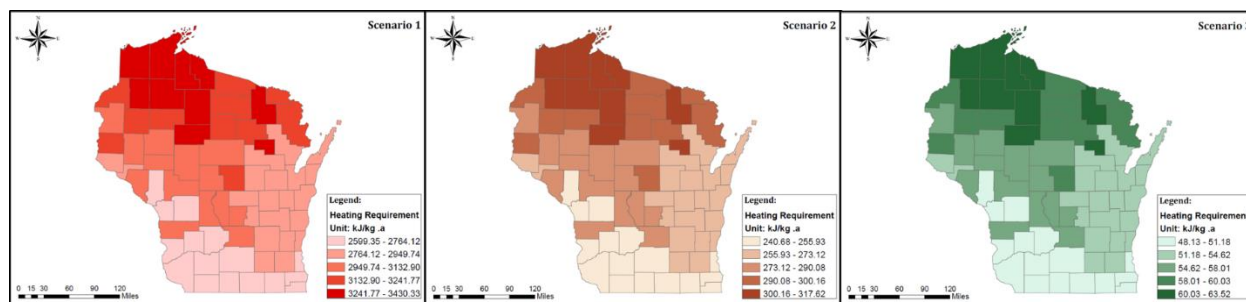 Scenario 1
N
Legend:
Heating Requirement
Unit: kJ/kg .a
2599.35 - 2764.12
2764.12 - 2949.74
2949.74 - 3132.90
3132.90 - 3241.77
3241.77 - 3430.33
0 15 30 60 90 120
Miles
Scenario 2
N
Legend:
Heating Requirement
Unit: kJ/kg .a
240.68 - 255.93
255.93 - 273.12
273.12 - 290.08
290.08 - 300.16
300.16 - 317.62
0 15 30 60 90 120
Miles
Scenario
N
Legend:
Heating Requirement
Unit: kJ/kg .a
48.13 - 51.18
51.18 - 54.62
54.62 - 58.01
58.01 - 60.03
60.03 - 63.52
0 15 30 60 90 120
Miles